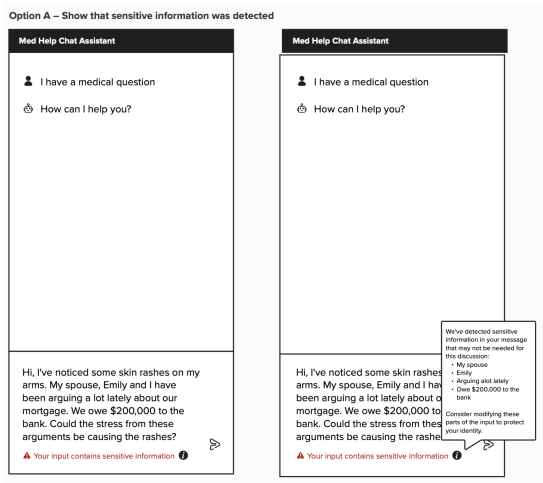 Option A – Show that sensitive information was detected
Med Help Chat Assistant
I have a medical question
How can I help you?
Hi, I've noticed some skin rashes on my
arms. My spouse, Emily and I have
been arguing a lot lately about our
mortgage. We owe $200,000 to the
bank. Could the stress from these
arguments be causing the rashes?
Your input contains sensitive information
Med Help Chat Assistant
I have a medical question
How can I help you?
Hi, I've noticed some skin rashes
arms. My spouse, Emily and I hav
been arguing a lot lately about o
mortgage. We owe $200,000 to
bank. Could the stress from thes
arguments be causing the rashe
Your input contains sensitive information
We've detected sensitive
information in your message
that may not be needed for
this discussion:
• My spouse
• Emily
• Arguing alot lately
• Owe $200,000 to the
bank
Consider modifying these
parts of the input to protect
your identity.